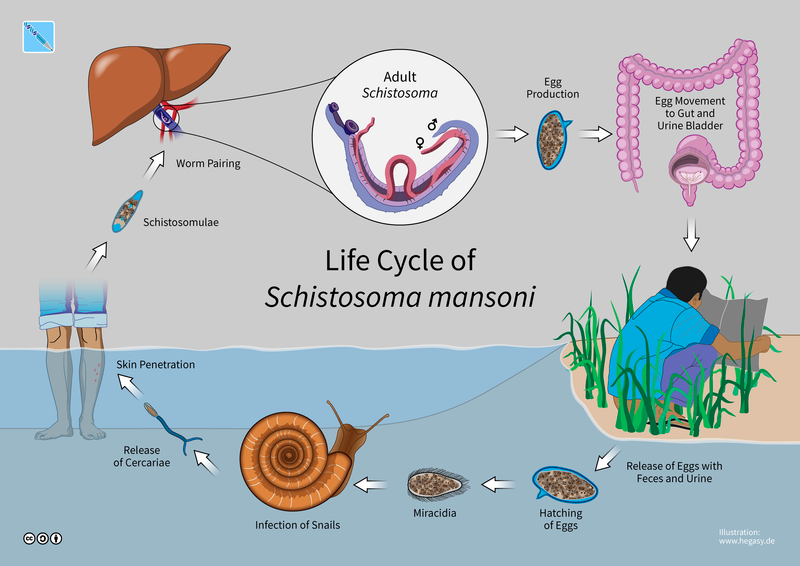 Life Cycle of
Schistosoma mansoni
Adult
Schistosoma
♀
♂
Egg
Production
Egg Movement
to Gut and
Urine Bladder
Release of Eggs with
Feces and Urine
Hatching
of Eggs
Miracidia
Infection of Snails
Release
of Cercariae
Skin Penetration
Schistosomulae
Worm Pairing
cc
Illustration:
www.hegasy.de